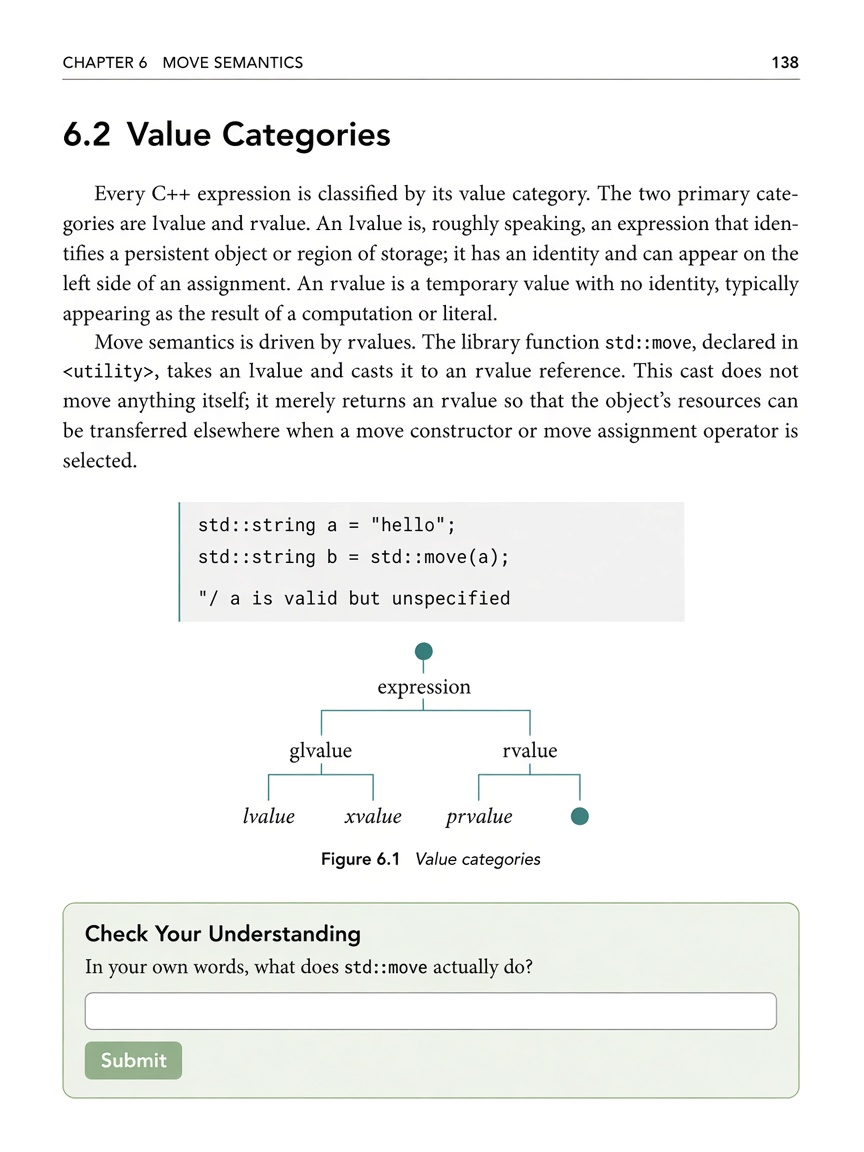 CHAPTER 6 MOVE SEMANTICS 138
6.2 Value Categories
Every C++ expression is classified by its value category. The two primary cate-
gories are lvalue and rvalue. An lvalue is, roughly speaking, an expression that iden-
tifies a persistent object or region of storage; it has an identity and can appear on the
left side of an assignment. An rvalue is a temporary value with no identity, typically
appearing as the result of a computation or literal.
Move semantics is driven by rvalues. The library function std::move, declared in
<utility>, takes an lvalue and casts it to an rvalue reference. This cast does not
move anything itself; it merely returns an rvalue so that the object’s resources can
be transferred elsewhere when a move constructor or move assignment operator is
selected.
std::string a = "hello";
std::string b = std::move(a);
"/ a is valid but unspecified
expression
glvalue rvalue
lvalue xvalue prvalue
Figure 6.1 Value categories
Check Your Understanding
In your own words, what does std::move actually do?
Submit